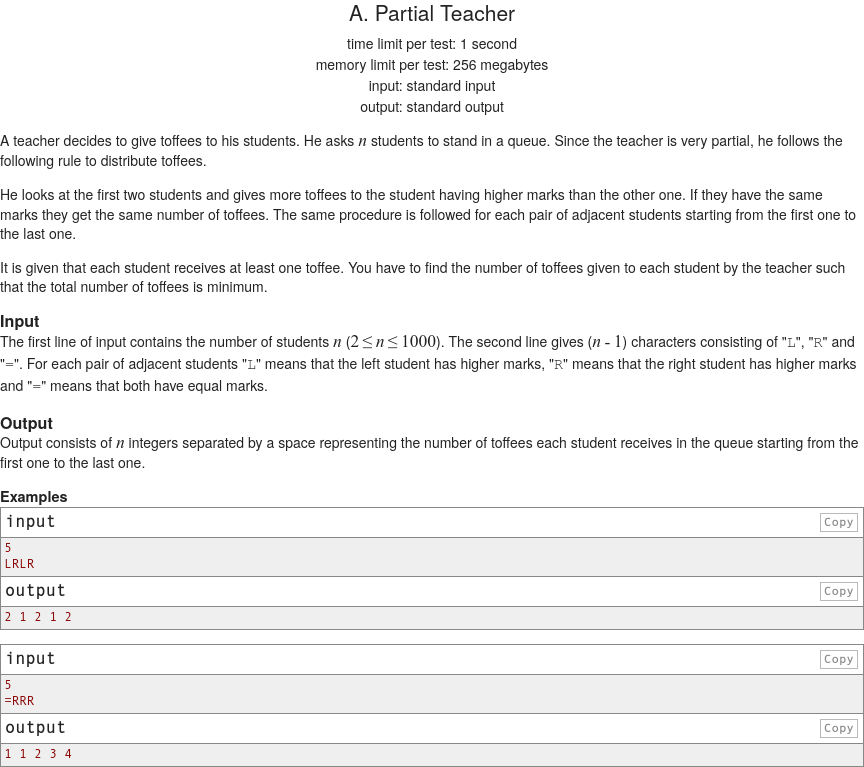 A. Partial Teacher
time limit per test: 1 second
memory limit per test: 256 megabytes
input: standard input
output: standard output
A teacher decides to give toffees to his students. He asks n students to stand in a queue. Since the teacher is very partial, he follows the
following rule to distribute toffees.
He looks at the first two students and gives more toffees to the student having higher marks than the other one. If they have the same
marks they get the same number of toffees. The same procedure is followed for each pair of adjacent students starting from the first one to
the last one.
It is given that each student receives at least one toffee. You have to find the number of toffees given to each student by the teacher such
that the total number of toffees is minimum.
Input
The first line of input contains the number of students n (2 ≤ n ≤ 1000). The second line gives (n - 1) characters consisting of "L", "R" and
"=". For each pair of adjacent students "L" means that the left student has higher marks, "R" means that the right student has higher marks
and "=" means that both have equal marks.
Output
Output consists of n integers separated by a space representing the number of toffees each student receives in the queue starting from the
first one to the last one.
Examples
input Copy
5
LRLR
output Copy
2 1 2 1 2
input Copy
5
=RRR
output Copy
1 1 2 3 4